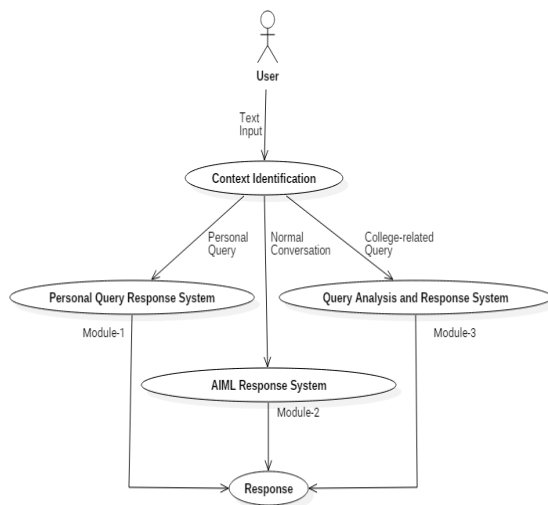 User
Text
Input
Context Identification
Personal
Query
Normal
Conversation
College-related
Query
Personal Query Response System
Query Analysis and Response System
Module-1
Module-3
AIML Response System
Module-2
Response